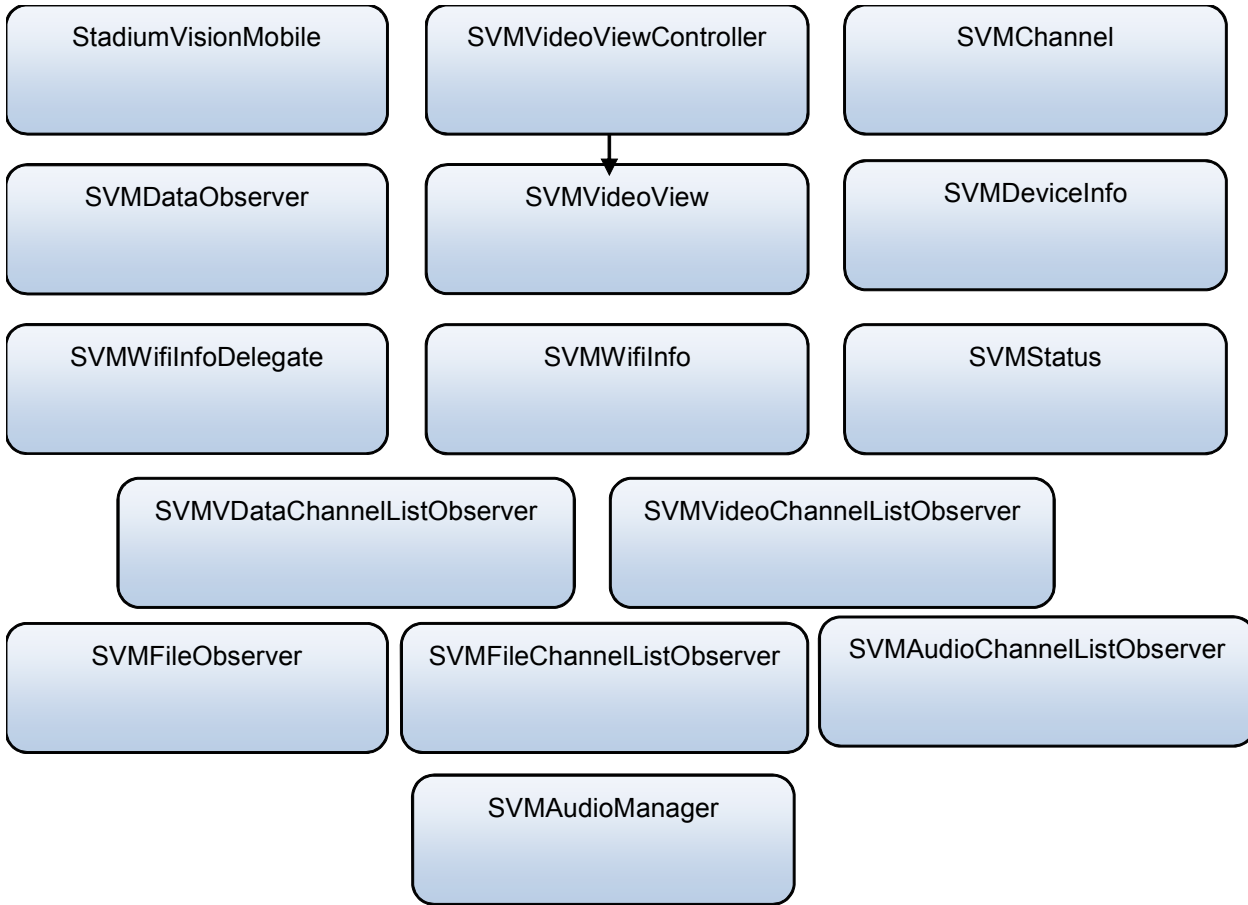 StadiumVisionMobile
SVMVideoViewController
SVMChannel
SVMDataObserver
SVMVideoView
SVMDeviceInfo
SVMWifiInfoDelegate
SVMWifiInfo
SVMStatus
SVMVDataChannelListObserver
SVMVideoChannelListObserver
SVMFileObserver
SVMFileChannelListObserver
SVMAudioChannelListObserver
SVMAudioManager